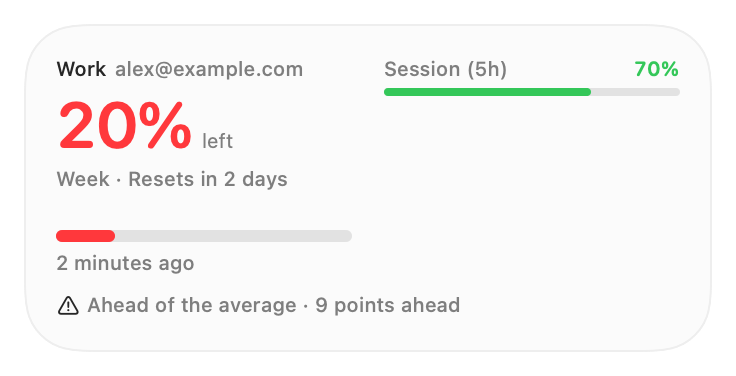 Work alex@example.com
20% left
Week · Resets in 2 days
2 minutes ago
Session (5h) 70%
Ahead of the average · 9 points ahead